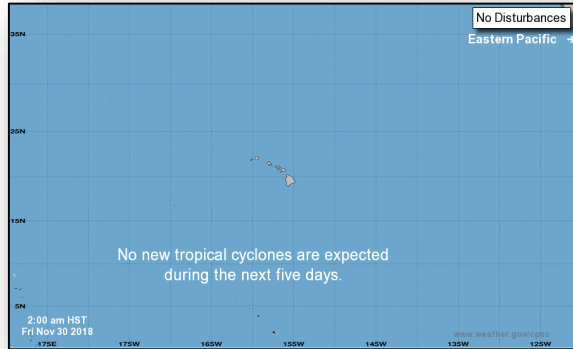 No Disturbances
Eastern Pacific →
35N
25N
15N
No new tropical cyclones are expected
during the next five days.
5N
2:00 am HST
Fri Nov 30 2018
www.weather.gov/cphc
175E 175W 165W 155W 145W 135W 125W